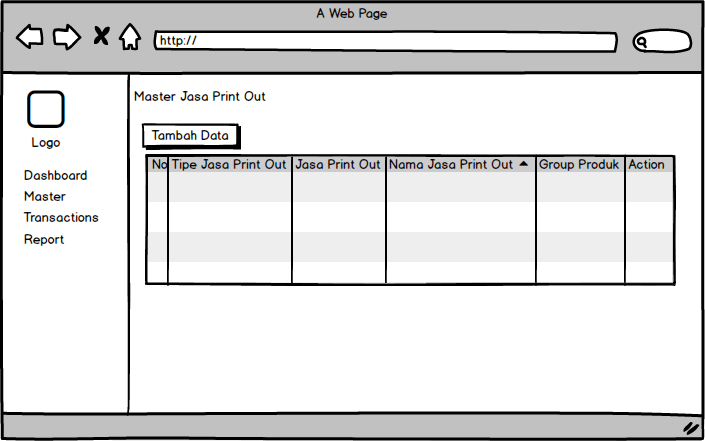 A Web Page
http://
Master Jasa Print Out
Logo
Tambah Data
No Tipe Jasa Print Out Jasa Print Out Nama Jasa Print Out Group Produk Action
Dashboard
Master
Transactions
Report